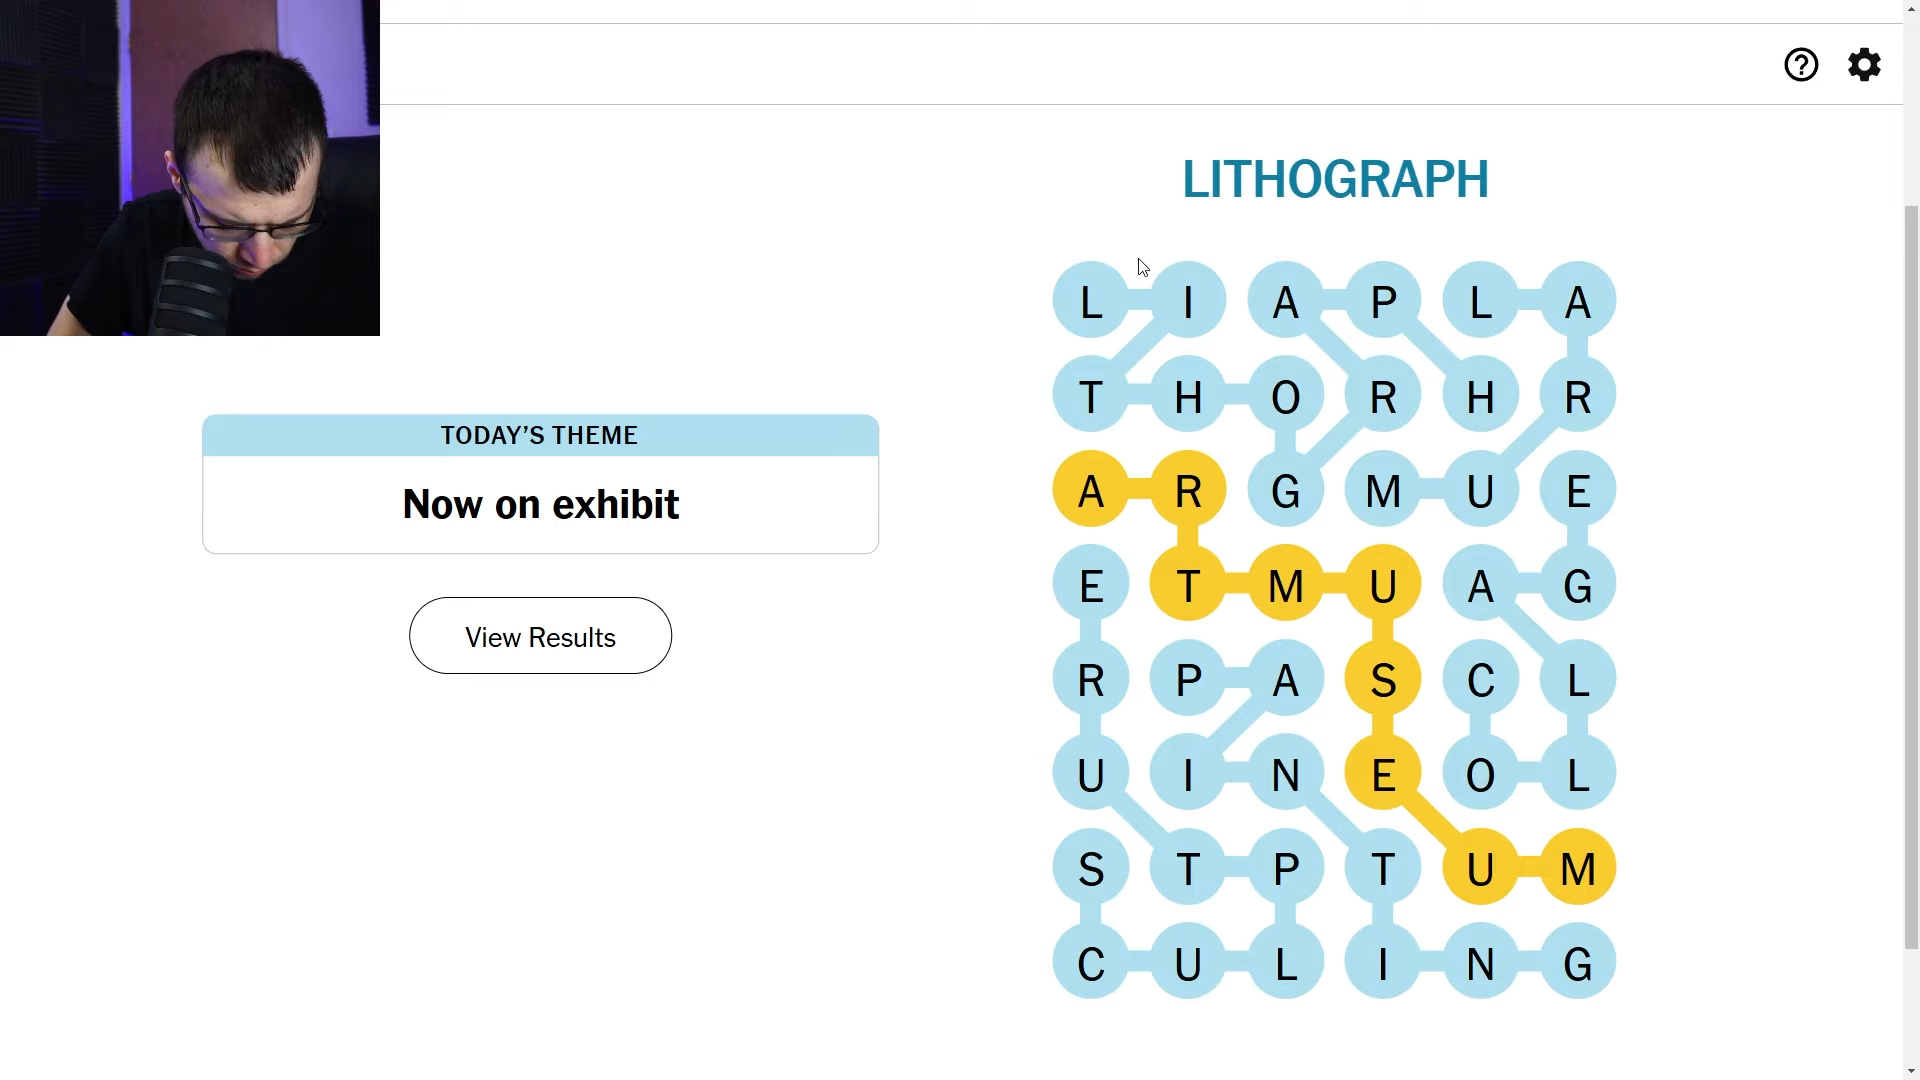 LITHOGRAPH
TODAY'S THEME
Now on exhibit
View Results
L I A P L A
T H O R H R
A R G M U E
E T M U A G
R P A S C L
U I N E O L
S T P T U M
C U L I N G